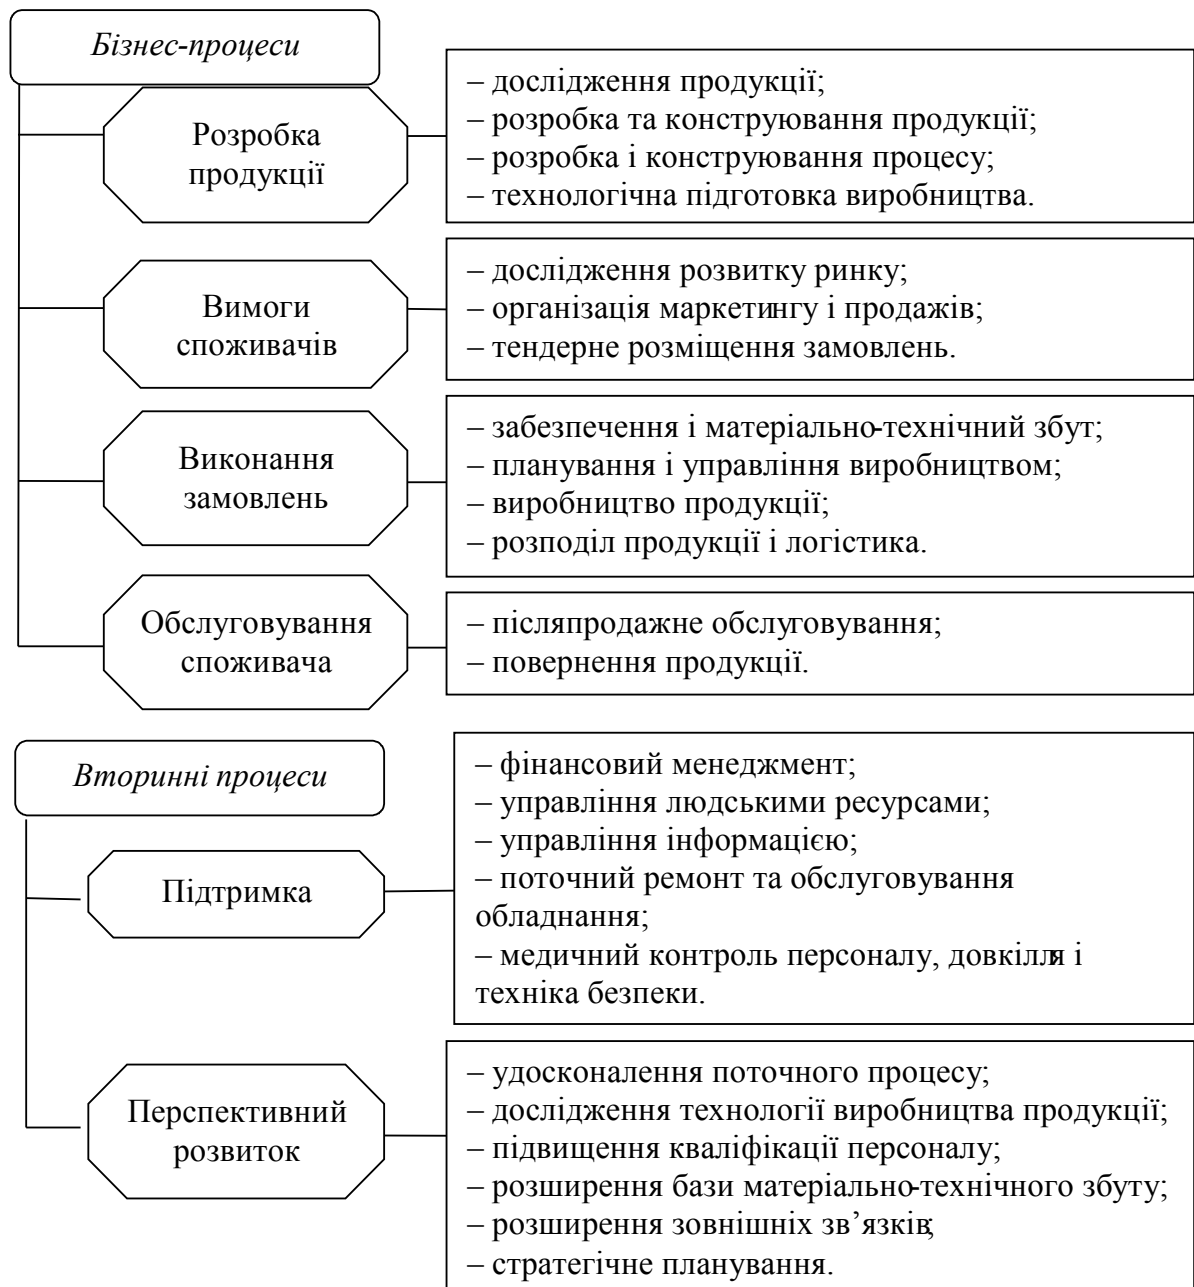 Бізнес-процеси
Розробка
продукції
– дослідження продукції;
– розробка та конструювання продукції;
– розробка і конструювання процесу;
– технологічна підготовка виробництва.
Вимоги
споживачів
– дослідження розвитку ринку;
– організація маркетингу і продажів;
– тендерне розміщення замовлень.
Виконання
замовлень
– забезпечення і матеріально-технічний збут;
– планування і управління виробництвом;
– виробництво продукції;
– розподіл продукції і логістика.
Обслуговування
споживача
– післяпродажне обслуговування;
– повернення продукції.
Вторинні процеси
Підтримка
– фінансовий менеджмент;
– управління людськими ресурсами;
– управління інформацією;
– поточний ремонт та обслуговування
обладнання;
– медичний контроль персоналу, довкілля і
техніка безпеки.
Перспективний
розвиток
– удосконалення поточного процесу;
– дослідження технології виробництва продукції;
– підвищення кваліфікації персоналу;
– розширення бази матеріально-технічного збуту;
– розширення зовнішніх зв’язків;
– стратегічне планування.